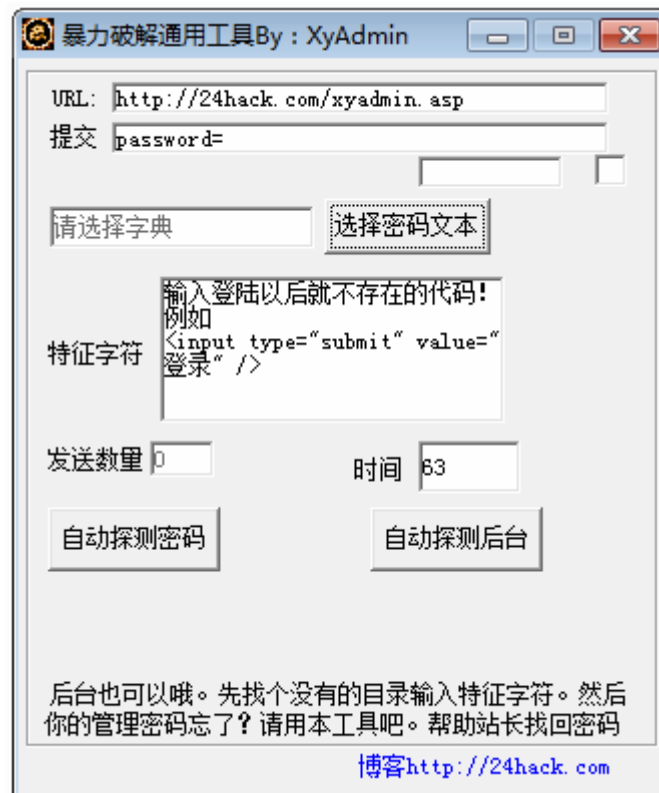 暴力破解通用工具By：XyAdmin
URL: http://24hack.com/xyadmin.asp
提交 password=
请选择字典 选择密码文本
特征字符
输入登陆以后就不存在的代码!
例如
<input type="submit" value="
登录" />
发送数量 0 时间 63
自动探测密码 自动探测后台
后台也可以哦。先找个没有的目录输入特征字符。然后
你的管理密码忘了?请用本工具吧。帮助站长找回密码
博客http://24hack.com